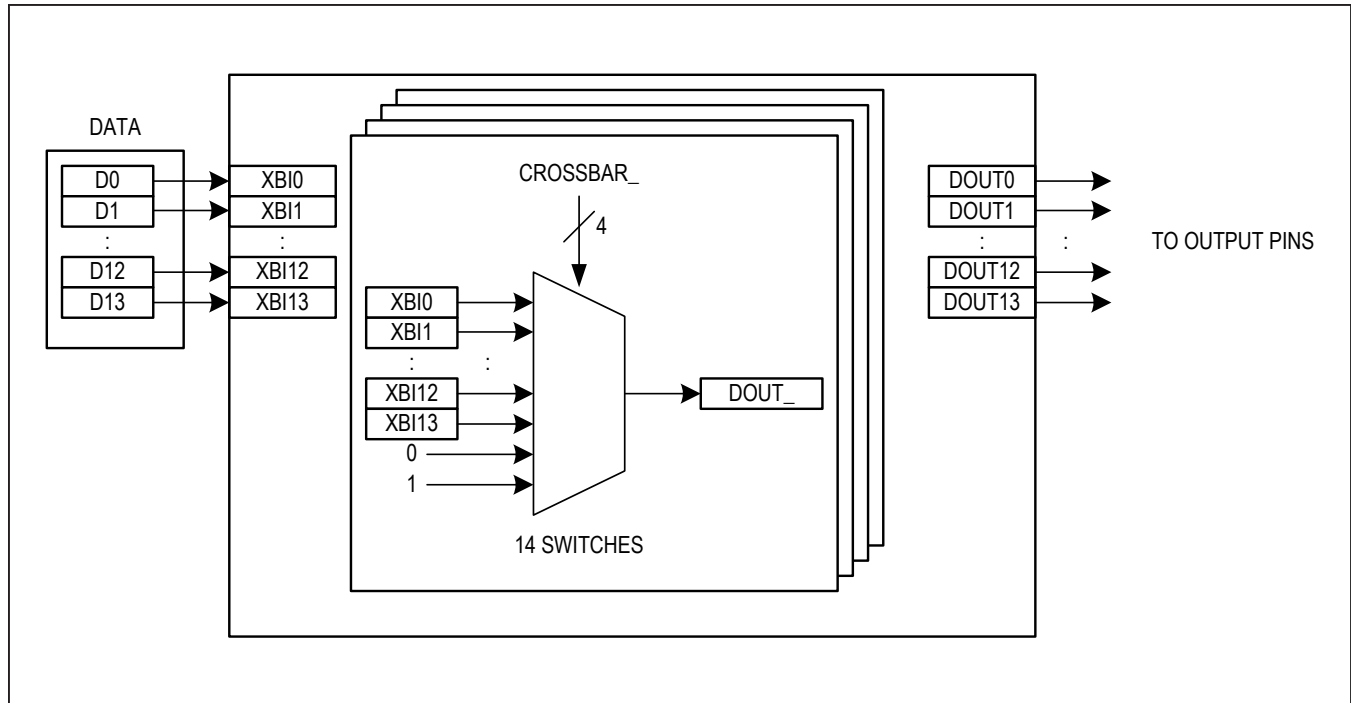 DATA
D0
D1
:
D12
D13
XBI0
XBI1
:
XBI12
XBI13
CROSSBAR_
4
XBI0
XBI1
: :
XBI12
XBI13
0
1
DOUT_
14 SWITCHES
DOUT0
DOUT1
: :
DOUT12
DOUT13
TO OUTPUT PINS